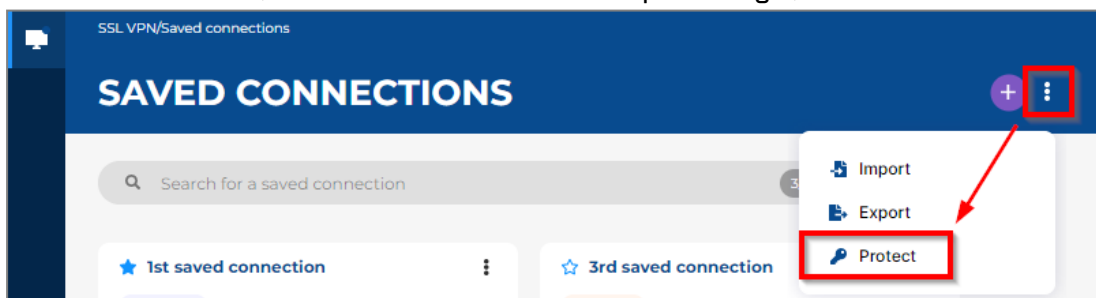 SSL VPN/Saved connections
SAVED CONNECTIONS
Import
Search for a saved connection
3
Export
Protect
1st saved connection
3rd saved connection